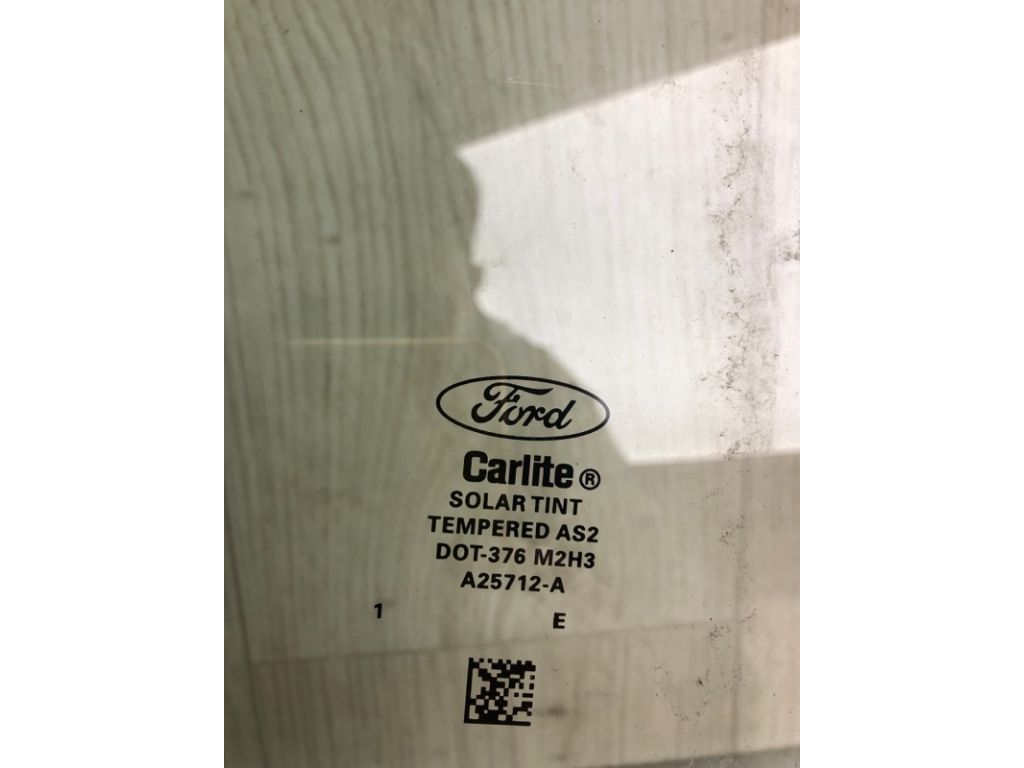 Ford
Carlite®
SOLAR TINT
TEMPERED AS2
DOT-376 M2H3
A25712-A
1 E